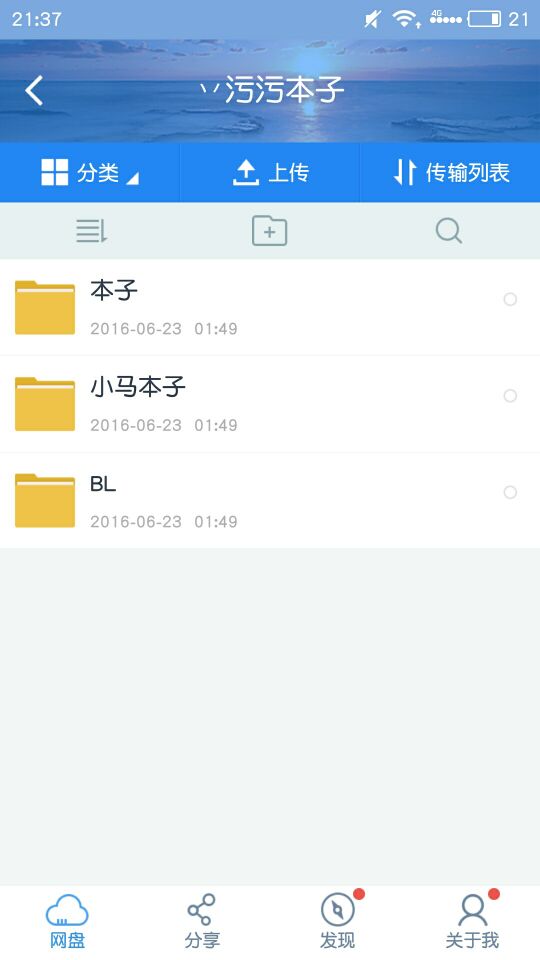 21:37
4G
21
丷污污本子
分类
上传
传输列表
本子
2016-06-23 01:49
小马本子
2016-06-23 01:49
BL
2016-06-23 01:49
网盘
分享
发现
关于我